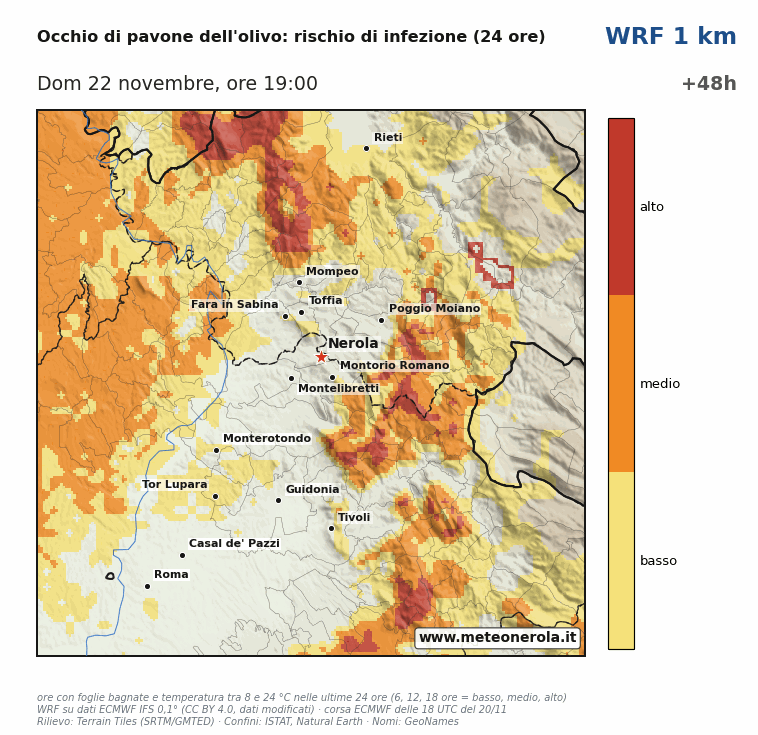 Occhio di pavone dell'olivo: rischio di infezione (24 ore)
WRF 1 km
Dom 22 novembre, ore 19:00
+48h
Rieti
alto
Mompeo
Fara in Sabina
Toffia
Poggio Moiano
Nerola
Montorio Romano
medio
Montelibretti
Monterotondo
Tor Lupara
Guidonia
Tivoli
Casal de' Pazzi
basso
Roma
www.meteonerola.it
ore con foglie bagnate e temperatura tra 8 e 24 °C nelle ultime 24 ore (6, 12, 18 ore = basso, medio, alto)
WRF su dati ECMWF IFS 0,1° (CC BY 4.0, dati modificati) · corsa ECMWF delle 18 UTC del 20/11
Rilievo: Terrain Tiles (SRTM/GMTED) · Confini: ISTAT, Natural Earth · Nomi: GeoNames